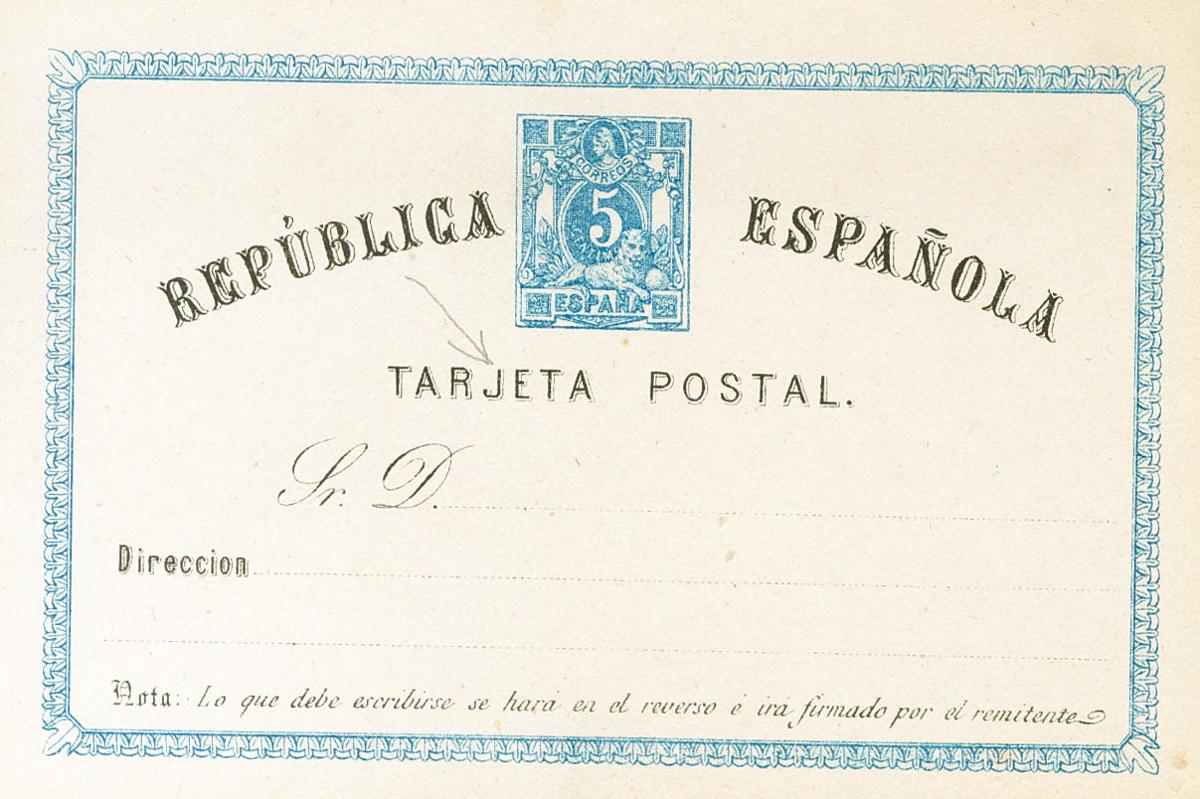 CORREOS
5
ESPAÑA
REPÚBLICA ESPAÑOLA
TARJETA POSTAL.
Sr. D.
Direccion
Nota: Lo que debe escribirse se hará en el reverso é irá firmado por el remitente